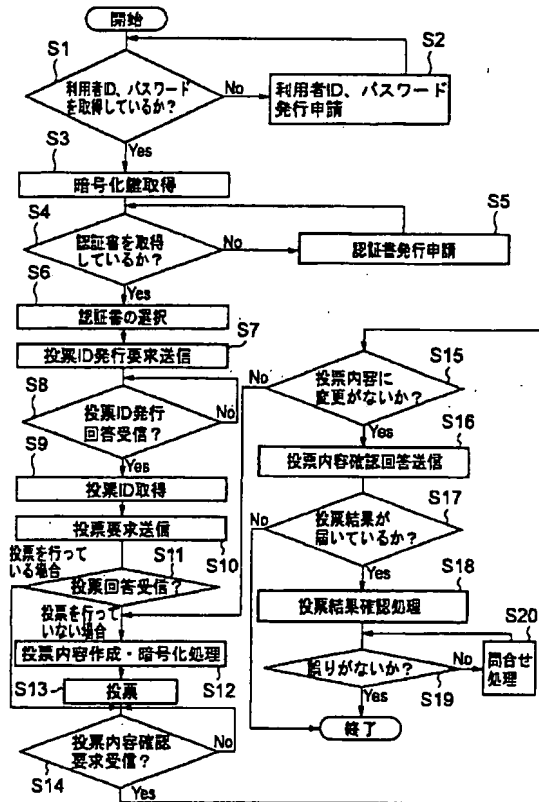 開始
S1
利用者ID、パスワード
を取得しているか?
No
S2
利用者ID、パスワード
発行申請
Yes
S3
暗号化鍵取得
S4
認証書を取得
しているか?
No
S5
認証書発行申請
Yes
S6
認証書の選択
S7
投票ID発行要求送信
S8
投票ID発行
回答受信?
No
Yes
S9
投票ID取得
投票要求送信
S10
投票を行って
いる場合
S11
投票回答受信?
投票を行って
いない場合
投票内容作成・暗号化処理
S12
S13
投票
投票内容確認
要求受信?
No
S14
Yes
S15
No
投票内容に
変更がないか?
Yes
S16
投票内容確認回答送信
S17
No
投票結果が
届いているか?
Yes
S18
投票結果確認処理
S20
誤りがないか?
No
問合せ
処理
S19
Yes
終了